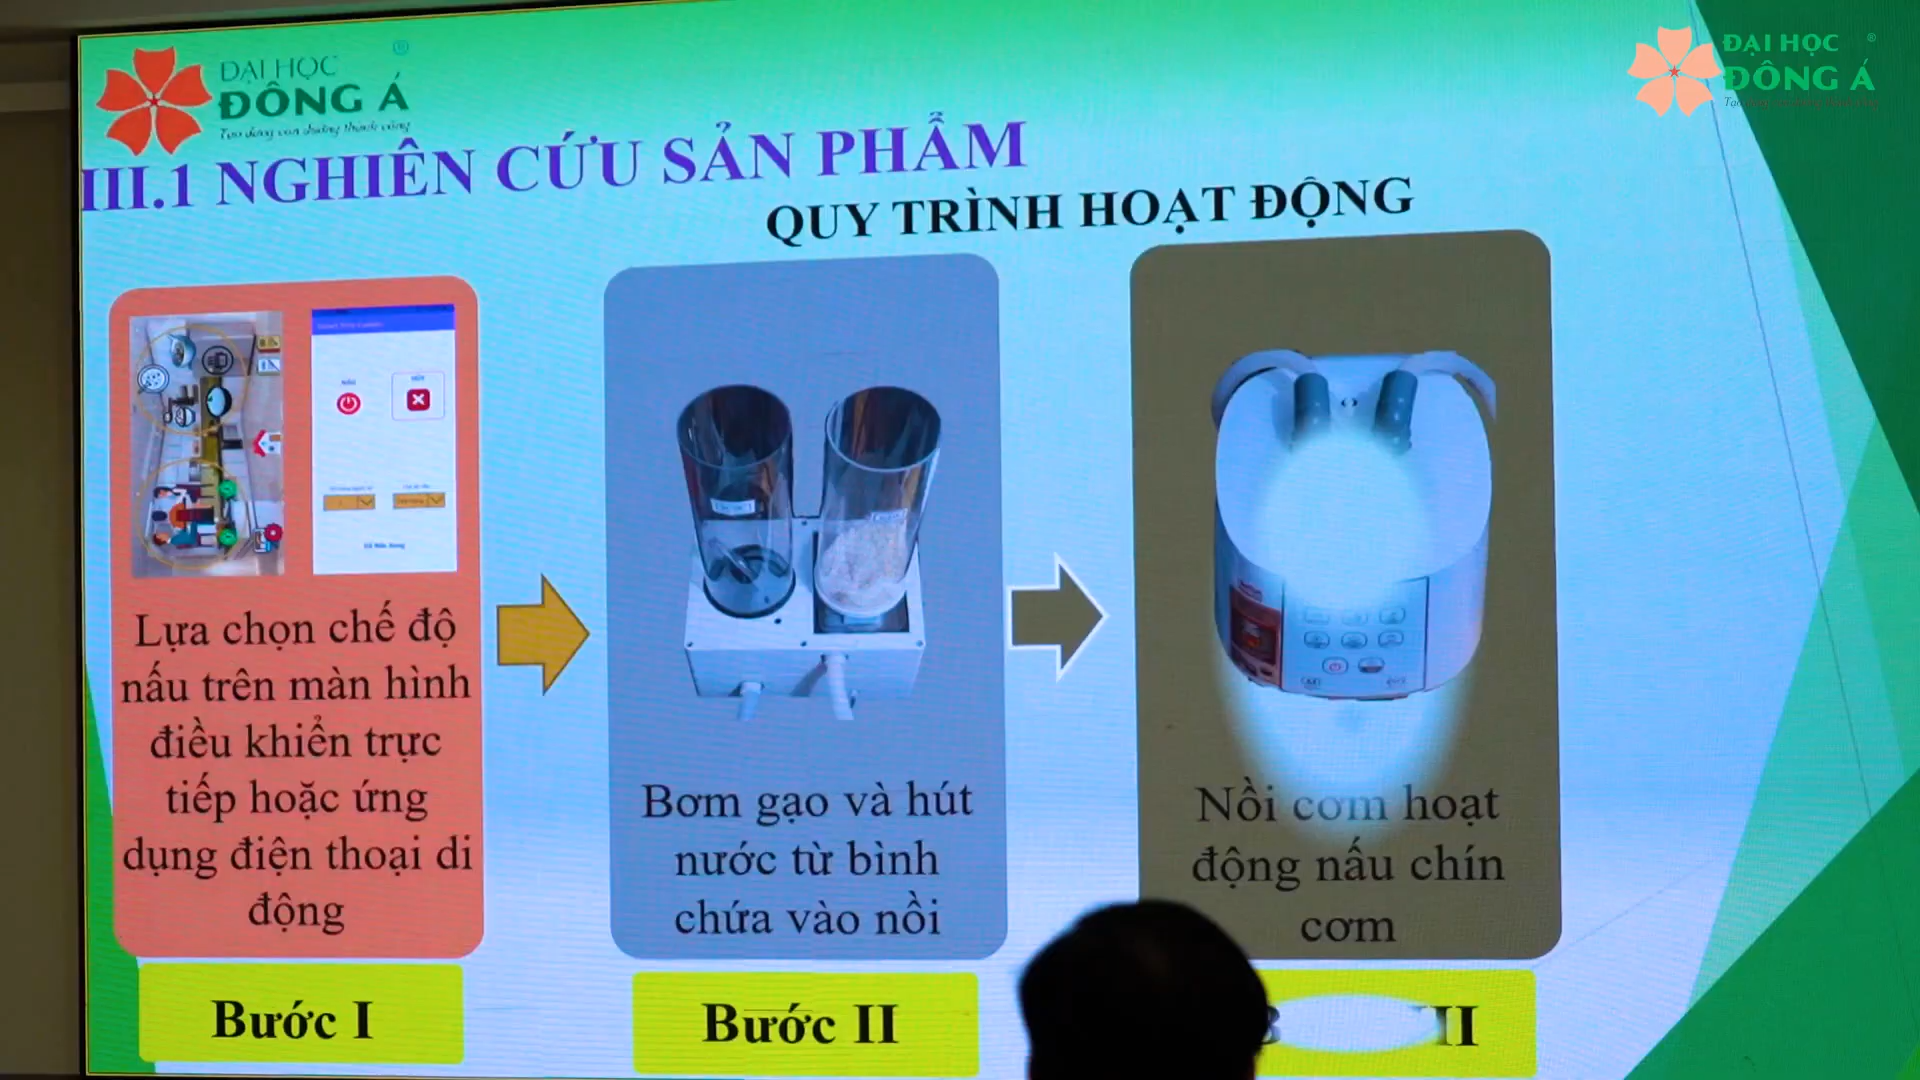 ĐẠI HỌC
ĐÔNG Á
ĐẠI HỌC
ĐÔNG Á
III.1 NGHIÊN CỨU SẢN PHẨM
QUY TRÌNH HOẠT ĐỘNG
Lựa chọn chế độ
nấu trên màn hình
điều khiển trực
tiếp hoặc ứng
dụng điện thoại di
động
Bơm gạo và hút
nước từ bình
chứa vào nồi
Nồi cơm hoạt
động nấu chín
cơm
Bước I
Bước II
II